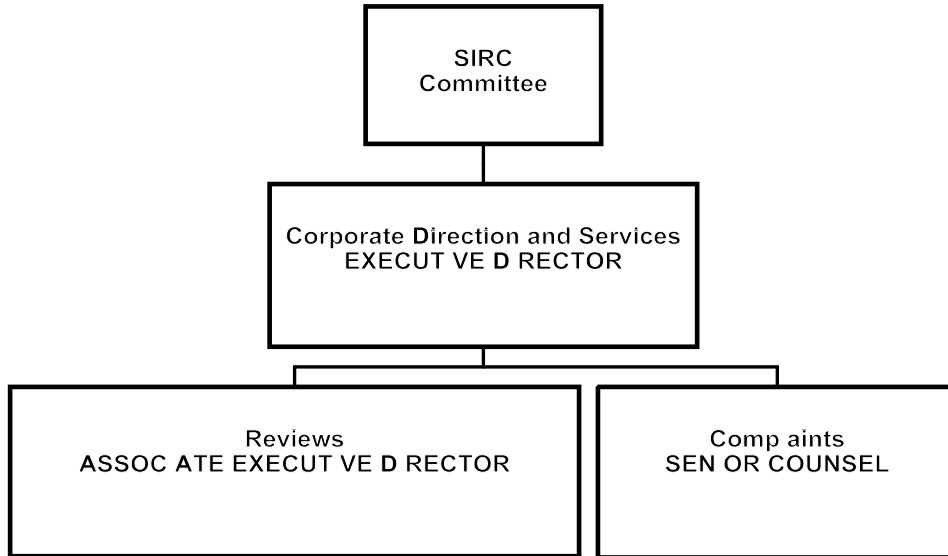 SIRC
Committee
Corporate Direction and Services
EXECUT VE D RECTOR
Reviews
ASSOC ATE EXECUT VE D RECTOR
Comp aints
SEN OR COUNSEL